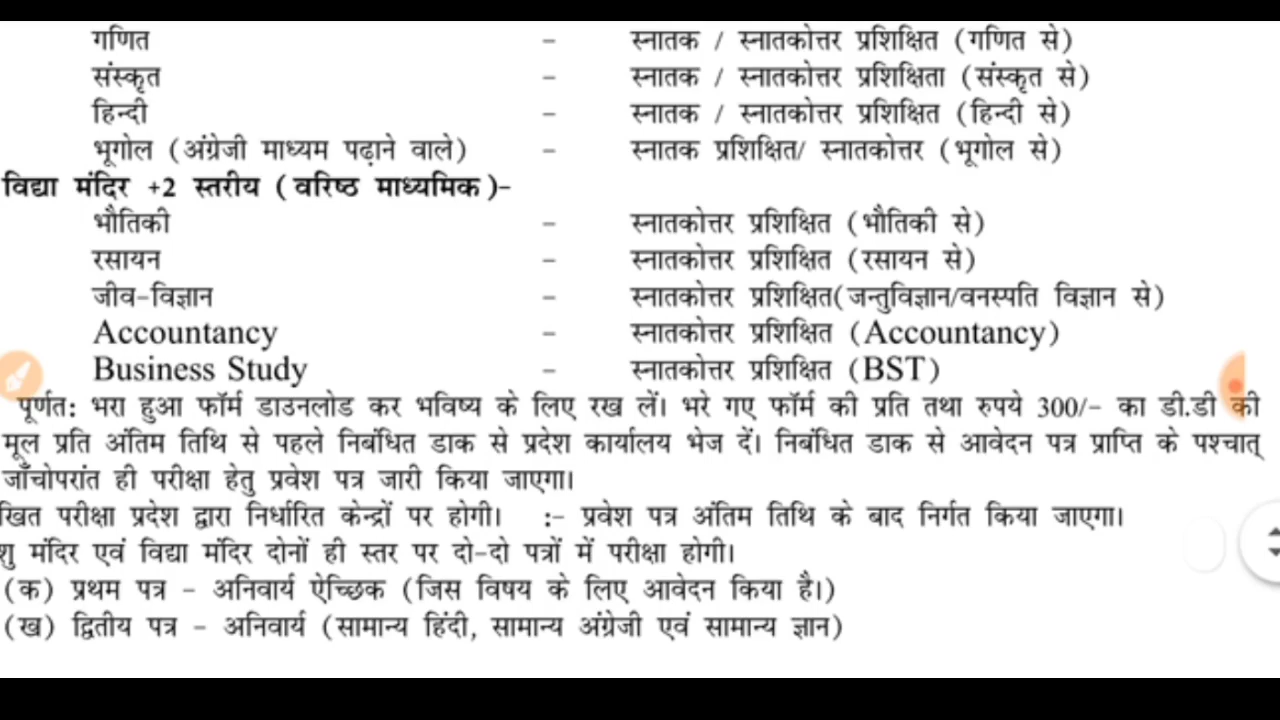 गणित - स्नातक / स्नातकोत्तर प्रशिक्षित (गणित से)
संस्कृत - स्नातक / स्नातकोत्तर प्रशिक्षिता (संस्कृत से)
हिन्दी - स्नातक / स्नातकोत्तर प्रशिक्षित (हिन्दी से)
भूगोल (अंग्रेजी माध्यम पढ़ाने वाले) - स्नातक प्रशिक्षित/ स्नातकोत्तर (भूगोल से)
विद्या मंदिर +2 स्तरीय (वरिष्ठ माध्यमिक)-
भौतिकी - स्नातकोत्तर प्रशिक्षित (भौतिकी से)
रसायन - स्नातकोत्तर प्रशिक्षित (रसायन से)
जीव-विज्ञान - स्नातकोत्तर प्रशिक्षित(जन्तुविज्ञान/वनस्पति विज्ञान से)
Accountancy - स्नातकोत्तर प्रशिक्षित (Accountancy)
Business Study - स्नातकोत्तर प्रशिक्षित (BST)
पूर्णत: भरा हुआ फॉर्म डाउनलोड कर भविष्य के लिए रख लें। भरे गए फॉर्म की प्रति तथा रुपये 300/- का डी.डी की
मूल प्रति अंतिम तिथि से पहले निबंधित डाक से प्रदेश कार्यालय भेज दें। निबंधित डाक से आवेदन पत्र प्राप्ति के पश्चात्
जाँचोपरांत ही परीक्षा हेतु प्रवेश पत्र जारी किया जाएगा।
खित परीक्षा प्रदेश द्वारा निर्धारित केन्द्रों पर होगी। :- प्रवेश पत्र अंतिम तिथि के बाद निर्गत किया जाएगा।
शु मंदिर एवं विद्या मंदिर दोनों ही स्तर पर दो-दो पत्रों में परीक्षा होगी।
(क) प्रथम पत्र - अनिवार्य ऐच्छिक (जिस विषय के लिए आवेदन किया है।)
(ख) द्वितीय पत्र - अनिवार्य (सामान्य हिंदी, सामान्य अंग्रेजी एवं सामान्य ज्ञान)